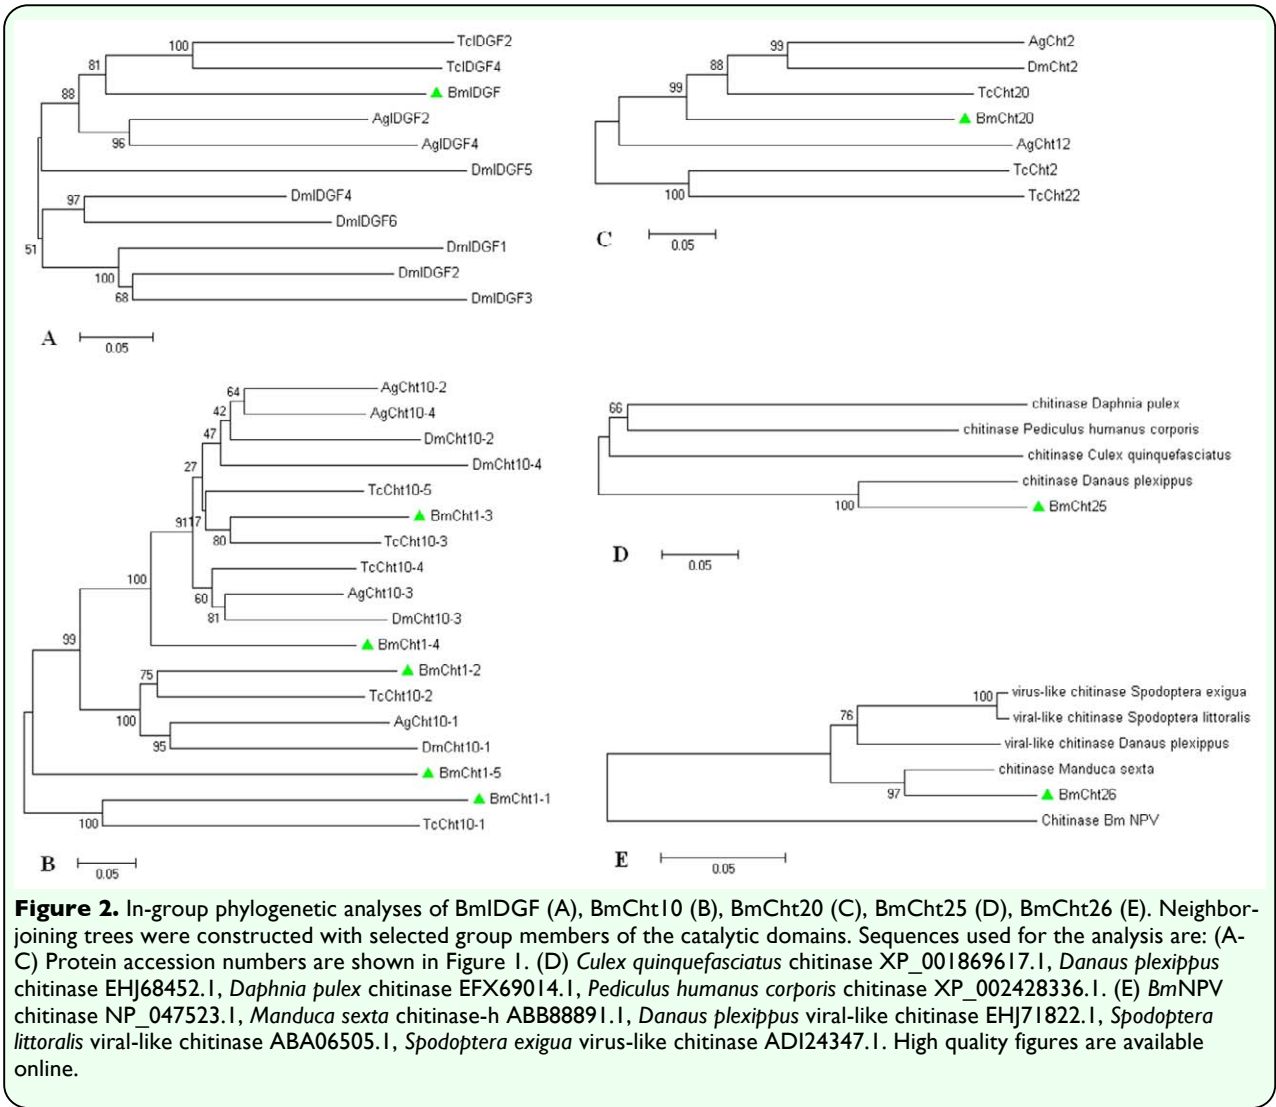 TcIDGF2
100
TcIDGF4
81
BmIDGF
88
AgIDGF2
96
AgIDGF4
DmIDGF5
DmIDGF4
97
DmIDGF6
51
DmIDGF1
100
DmIDGF2
68
DmIDGF3
A
0.05
AgCht2
99
DmCht2
88
TcCht20
99
BmCht20
AgCht12
TcCht2
100
TcCht22
C
0.05
AgCht10-2
64
AgCht10-4
42
DmCht10-2
47
DmCht10-4
27
TcCht10-5
BmCht1-3
9117
80
TcCht10-3
TcCht10-4
100
AgCht10-3
60
DmCht10-3
81
BmCht1-4
99
BmCht1-2
75
TcCht10-2
AgCht10-1
100
DmCht10-1
95
BmCht1-5
BmCht1-1
100
TcCht10-1
B
0.05
chitinase Daphnia pulex
66
chitinase Pediculus humanus corporis
chitinase Culex quinquefasciatus
chitinase Danaus plexippus
100
BmCht25
D
0.05
virus-like chitinase Spodoptera exigua
100
viral-like chitinase Spodoptera littoralis
76
viral-like chitinase Danaus plexippus
chitinase Manduca sexta
97
BmCht26
Chitinase Bm NPV
E
0.05
Figure 2. In-group phylogenetic analyses of BmIDGF (A), BmCht10 (B), BmCht20 (C), BmCht25 (D), BmCht26 (E). Neighbor-
joining trees were constructed with selected group members of the catalytic domains. Sequences used for the analysis are: (A-
C) Protein accession numbers are shown in Figure 1. (D) Culex quinquefasciatus chitinase XP_001869617.1, Danaus plexippus
chitinase EHJ68452.1, Daphnia pulex chitinase EFX69014.1, Pediculus humanus corporis chitinase XP_002428336.1. (E) BmNPV
chitinase NP_047523.1, Manduca sexta chitinase-h ABB88891.1, Danaus plexippus viral-like chitinase EHJ71822.1, Spodoptera
littoralis viral-like chitinase ABA06505.1, Spodoptera exigua virus-like chitinase ADI24347.1. High quality figures are available
online.